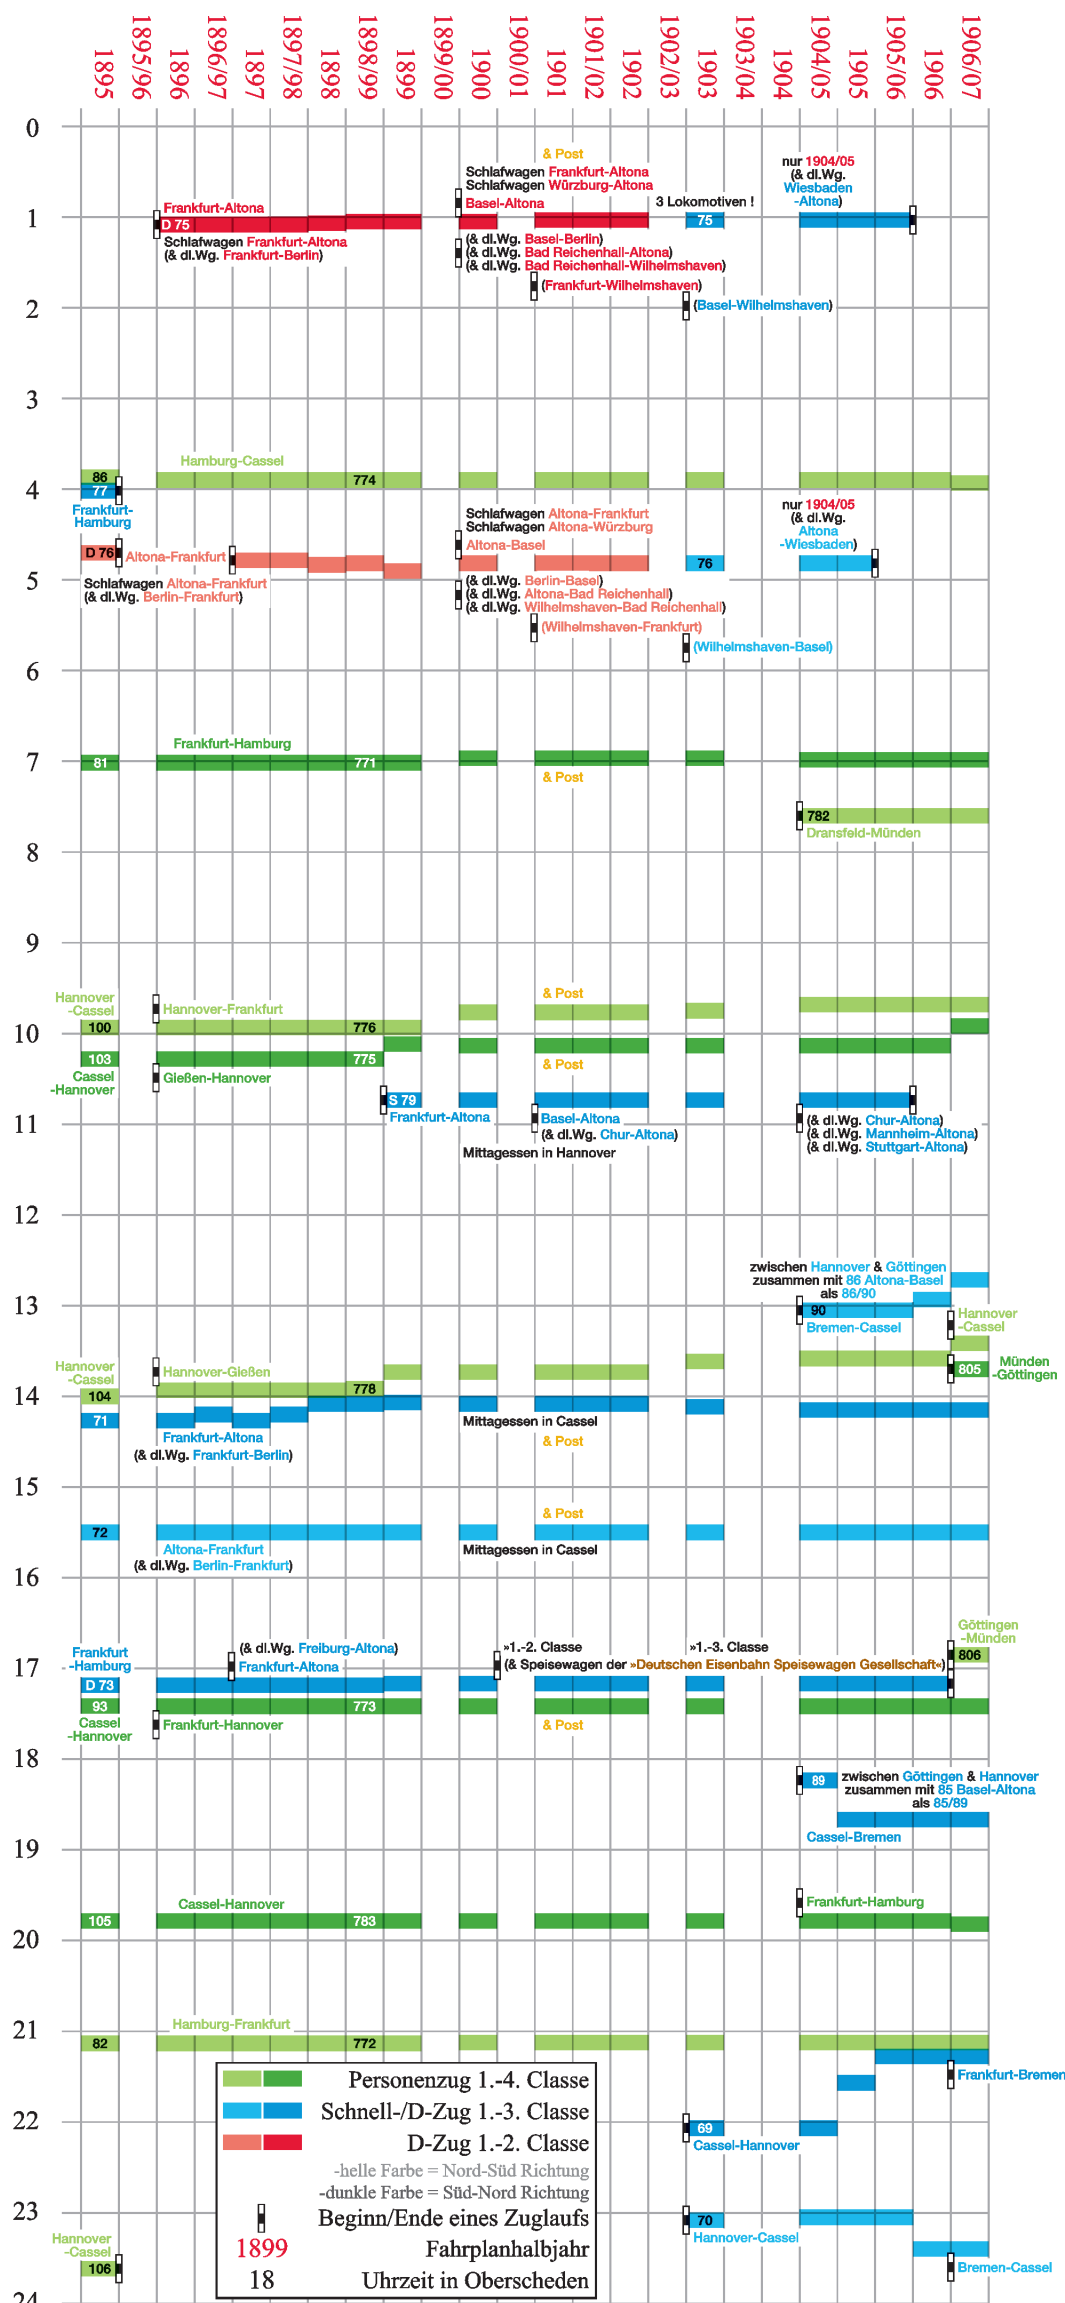 1895
1895/96
1896
1896/97
1897
1897/98
1898
1898/99
1899
1899/00
1900
1900/01
1901
1901/02
1902
1902/03
1903
1903/04
1904
1904/05
1905
1905/06
1906
1906/07
0
& Post
Schlafwagen Frankfurt-Altona
Schlafwagen Würzburg-Altona
Basel-Altona
3 Lokomotiven !
nur 1904/05
(& dl.Wg.
Wiesbaden
-Altona)
Frankfurt-Altona
1
D 75
75
Schlafwagen Frankfurt-Altona
(& dl.Wg. Frankfurt-Berlin)
(& dl.Wg. Basel-Berlin)
(& dl.Wg. Bad Reichenhall-Altona)
(& dl.Wg. Bad Reichenhall-Wilhelmshaven)
(Frankfurt-Wilhelmshaven)
2
(Basel-Wilhelmshaven)
3
Hamburg-Cassel
86
774
4
77
Frankfurt-
Hamburg
Schlafwagen Altona-Frankfurt
Schlafwagen Altona-Würzburg
Altona-Basel
nur 1904/05
(& dl.Wg.
Altona
-Wiesbaden)
D 76
Altona-Frankfurt
76
5
Schlafwagen Altona-Frankfurt
(& dl.Wg. Berlin-Frankfurt)
(& dl.Wg. Berlin-Basel)
(& dl.Wg. Altona-Bad Reichenhall)
(& dl.Wg. Wilhelmshaven-Bad Reichenhall)
(Wilhelmshaven-Frankfurt)
(Wilhelmshaven-Basel)
6
Frankfurt-Hamburg
7
81
771
& Post
782
Dransfeld-Münden
8
9
Hannover
-Cassel
Hannover-Frankfurt
& Post
100
776
10
103
775
& Post
Cassel
-Hannover
Gießen-Hannover
S 79
Frankfurt-Altona
Basel-Altona
(& dl.Wg. Chur-Altona)
Mittagessen in Hannover
11
(& dl.Wg. Chur-Altona)
(& dl.Wg. Mannheim-Altona)
(& dl.Wg. Stuttgart-Altona)
12
zwischen Hannover & Göttingen
zusammen mit 86 Altona-Basel
als 86/90
13
90
Bremen-Cassel
Hannover
-Cassel
805
Münden
-Göttingen
Hannover
-Cassel
Hannover-Gießen
104
778
14
71
Frankfurt-Altona
(& dl.Wg. Frankfurt-Berlin)
Mittagessen in Cassel
& Post
15
& Post
72
Altona-Frankfurt
(& dl.Wg. Berlin-Frankfurt)
Mittagessen in Cassel
16
Göttingen
-Münden
806
Frankfurt
-Hamburg
(& dl.Wg. Freiburg-Altona)
Frankfurt-Altona
»1.-2. Classe
»1.-3. Classe
(& Speisewagen der »Deutschen Eisenbahn Speisewagen Gesellschaft«)
17
D 73
93
773
Cassel
-Hannover
Frankfurt-Hannover
& Post
18
89
zwischen Göttingen & Hannover
zusammen mit 85 Basel-Altona
als 85/89
Cassel-Bremen
19
Cassel-Hannover
Frankfurt-Hamburg
105
783
20
Hamburg-Frankfurt
21
82
772
Frankfurt-Bremen
22
69
Cassel-Hannover
23
70
Hannover-Cassel
Hannover
-Cassel
106
Bremen-Cassel
24
Personenzug 1.-4. Classe
Schnell-/D-Zug 1.-3. Classe
D-Zug 1.-2. Classe
-helle Farbe = Nord-Süd Richtung
-dunkle Farbe = Süd-Nord Richtung
Beginn/Ende eines Zuglaufs
1899 Fahrplanhalbjahr
18 Uhrzeit in Oberscheden